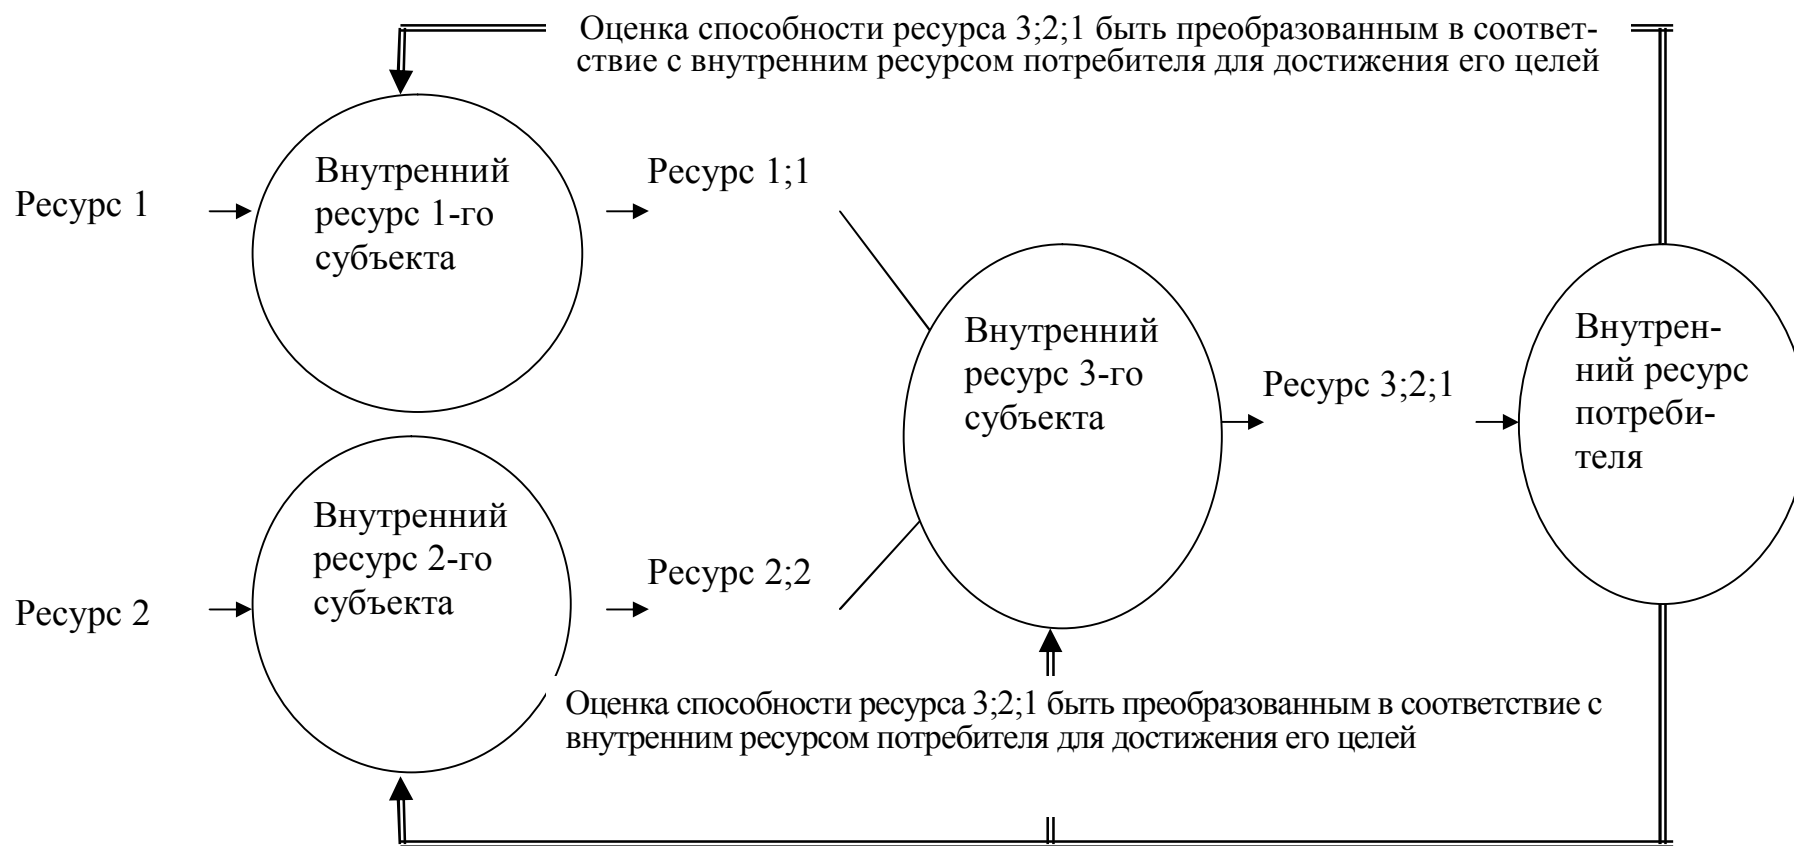 Оценка способности ресурса 3;2;1 быть преобразованным в соответ-
ствие с внутренним ресурсом потребителя для достижения его целей
Ресурс 1
Внутренний
ресурс 1-го
субъекта
Ресурс 1;1
Внутренний
ресурс 3-го
субъекта
Ресурс 3;2;1
Внутрен-
ний ресурс
потреби-
теля
Ресурс 2
Внутренний
ресурс 2-го
субъекта
Ресурс 2;2
Оценка способности ресурса 3;2;1 быть преобразованным в соответствие с
внутренним ресурсом потребителя для достижения его целей